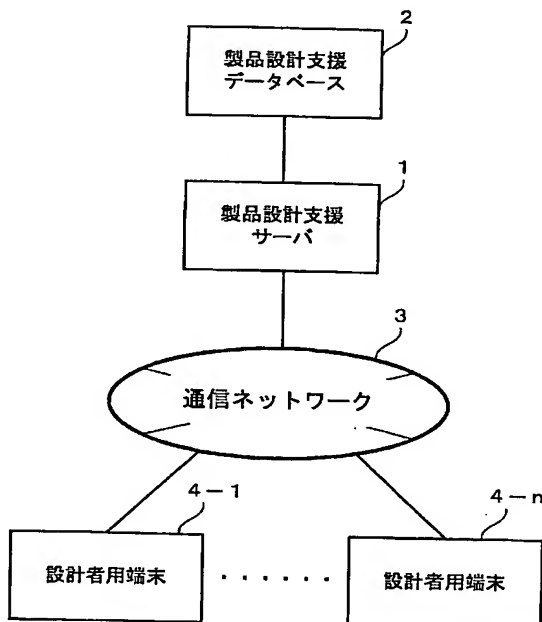 2
製品設計支援
データベース
1
製品設計支援
サーバ
3
通信ネットワーク
4－1
4－n
設計者用端末
・・・・・・
設計者用端末